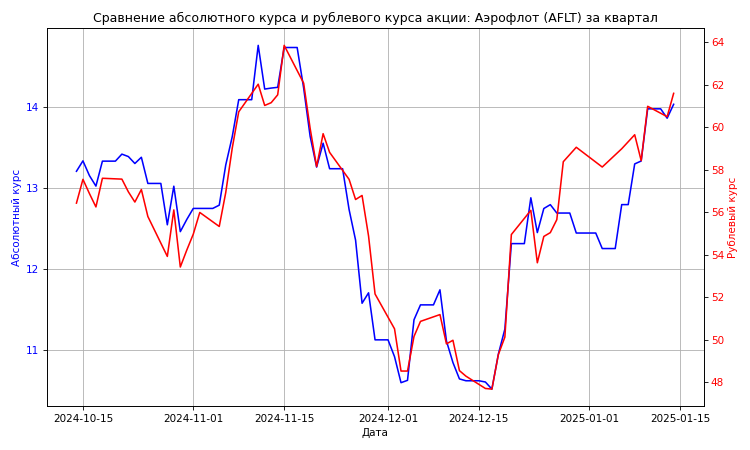 Сравнение абсолютного курса и рублевого курса акции: Аэрофлот (AFLT) за квартал
Абсолютный курс
14
13
12
11
64
62
60
58
56
54
52
50
48
Рублевый курс
2024-10-15 2024-11-01 2024-11-15 2024-12-01 2024-12-15 2025-01-01 2025-01-15
Дата